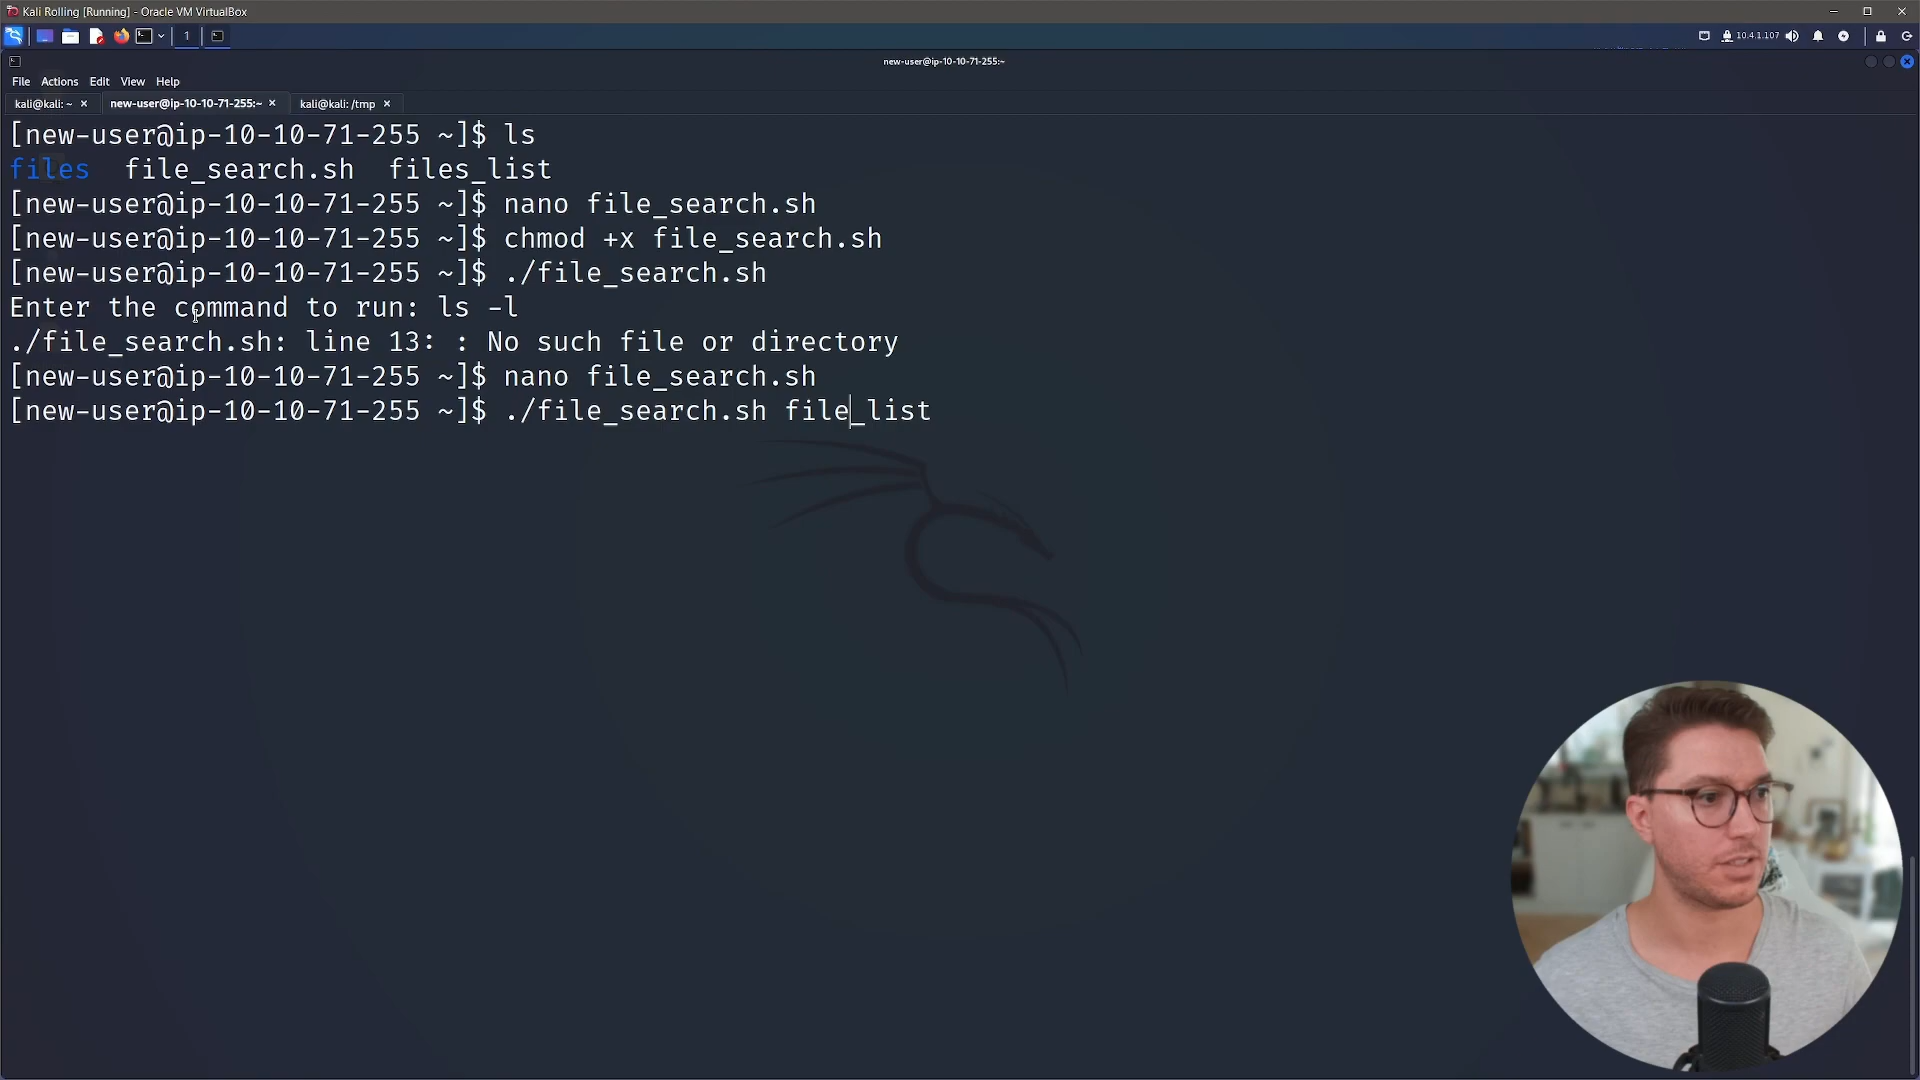 Kali Rolling [Running] - Oracle VM VirtualBox
1
10.4.1.107
new-user@ip-10-10-71-255:~
File Actions Edit View Help
kali@kali: ~ new-user@ip-10-10-71-255:~ kali@kali: /tmp
[new-user@ip-10-10-71-255 ~]$ ls
files file_search.sh files_list
[new-user@ip-10-10-71-255 ~]$ nano file_search.sh
[new-user@ip-10-10-71-255 ~]$ chmod +x file_search.sh
[new-user@ip-10-10-71-255 ~]$ ./file_search.sh
Enter the command to run: ls -l
./file_search.sh: line 13: : No such file or directory
[new-user@ip-10-10-71-255 ~]$ nano file_search.sh
[new-user@ip-10-10-71-255 ~]$ ./file_search.sh file_list